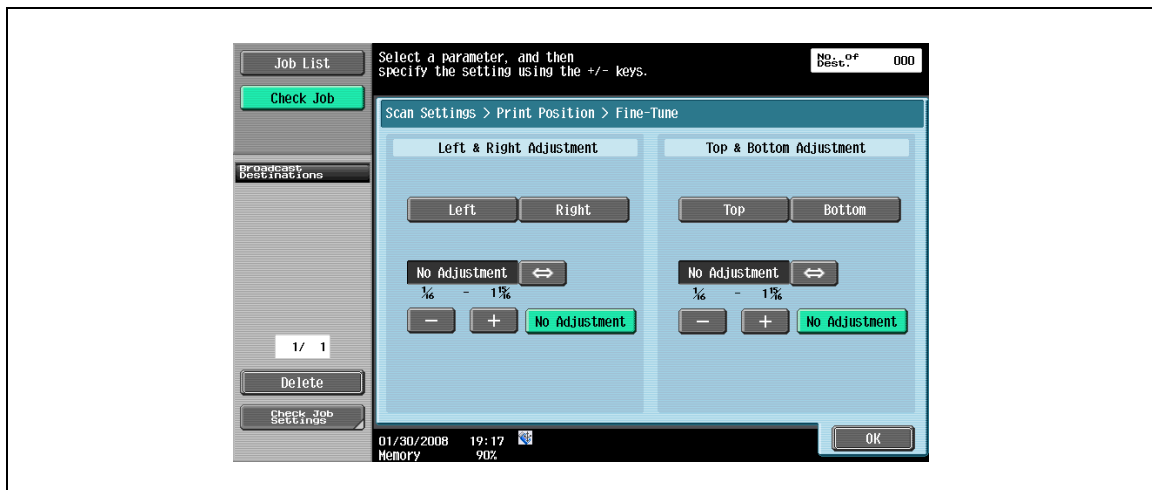 Job List
Check Job
Broadcast
Destinations
1/ 1
Delete
Check Job
Settings
Select a parameter, and then
specify the setting using the +/- keys.
No. of
Dest. 000
Scan Settings > Print Position > Fine-Tune
Left & Right Adjustment
Left Right
No Adjustment ⇔
1/16 - 1 15/16
− + No Adjustment
Top & Bottom Adjustment
Top Bottom
No Adjustment ⇔
1/16 - 1 15/16
− + No Adjustment
01/30/2008 19:17
Memory 90%
OK